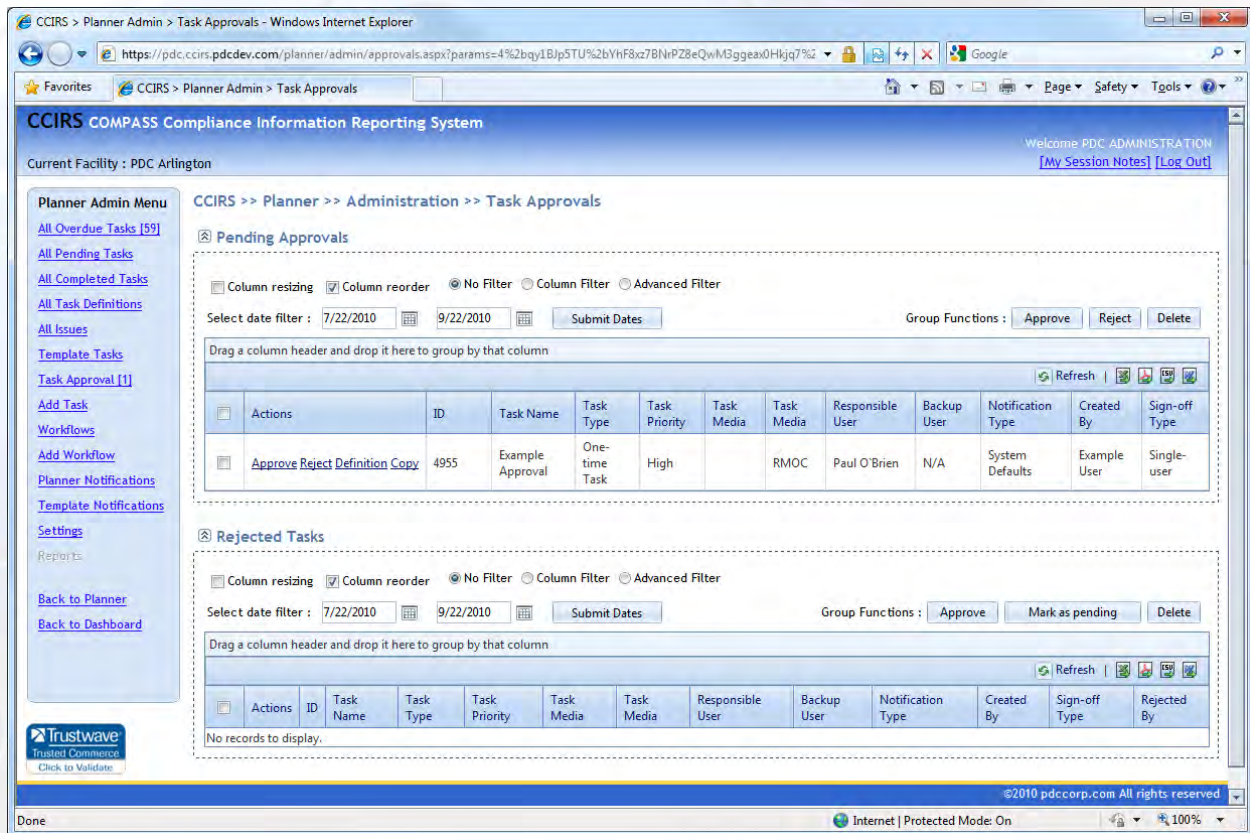 CCIRS > Planner Admin > Task Approvals - Windows Internet Explorer
https://pdc.ccirs.pdcdev.com/planner/admin/approvals.aspx?params= Google
Favorites CCIRS > Planner Admin > Task Approvals Page Safety Tools
CCIRS COMPASS Compliance Information Reporting System
Welcome PDC ADMINISTRATION
Current Facility : PDC Arlington
[My Session Notes] [Log Out]
Planner Admin Menu
All Overdue Tasks [59]
All Pending Tasks
All Completed Tasks
All Task Definitions
All Issues
Template Tasks
Task Approval [1]
Add Task
Workflows
Add Workflow
Planner Notifications
Template Notifications
Settings
Reports
Back to Planner
Back to Dashboard
Trustwave
Trusted Commerce
Click to Validate
CCIRS >> Planner >> Administration >> Task Approvals
Pending Approvals
Column resizing Column reorder No Filter Column Filter Advanced Filter
Select date filter : 7/22/2010 9/22/2010 Submit Dates Group Functions : Approve Reject Delete
Drag a column header and drop it here to group by that column
Refresh |
Actions ID Task Name Task Type Task Priority Task Media Task Media Responsible User Backup User Notification Type Created By Sign-off Type
Approve Reject Definition Copy 4955 Example Approval One-time Task High RMOC Paul O'Brien N/A System Defaults Example User Single-user
Rejected Tasks
Column resizing Column reorder No Filter Column Filter Advanced Filter
Select date filter : 7/22/2010 9/22/2010 Submit Dates Group Functions : Approve Mark as pending Delete
Drag a column header and drop it here to group by that column
Refresh |
Actions ID Task Name Task Type Task Priority Task Media Task Media Responsible User Backup User Notification Type Created By Sign-off Type Rejected By
No records to display.
©2010 pdccorp.com All rights reserved
Done Internet | Protected Mode: On 100%